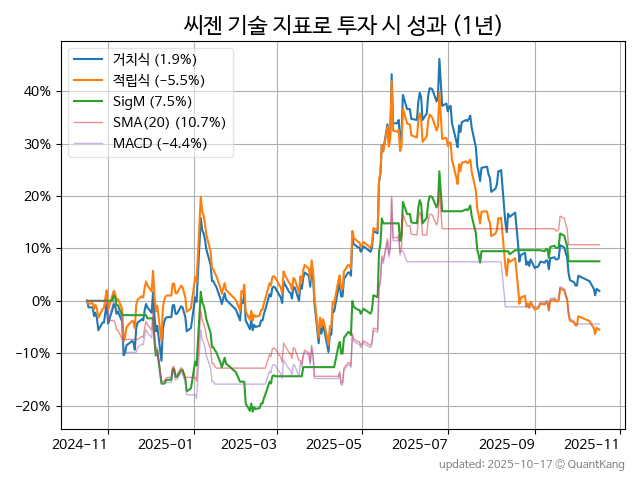 씨젠 기술 지표로 투자 시 성과 (1년)
거치식 (1.9%)
적립식 (−5.5%)
SigM (7.5%)
SMA(20) (10.7%)
MACD (−4.4%)
40%
30%
20%
10%
0%
−10%
−20%
2024-11
2025-01
2025-03
2025-05
2025-07
2025-09
2025-11
updated: 2025-10-17 © QuantKang